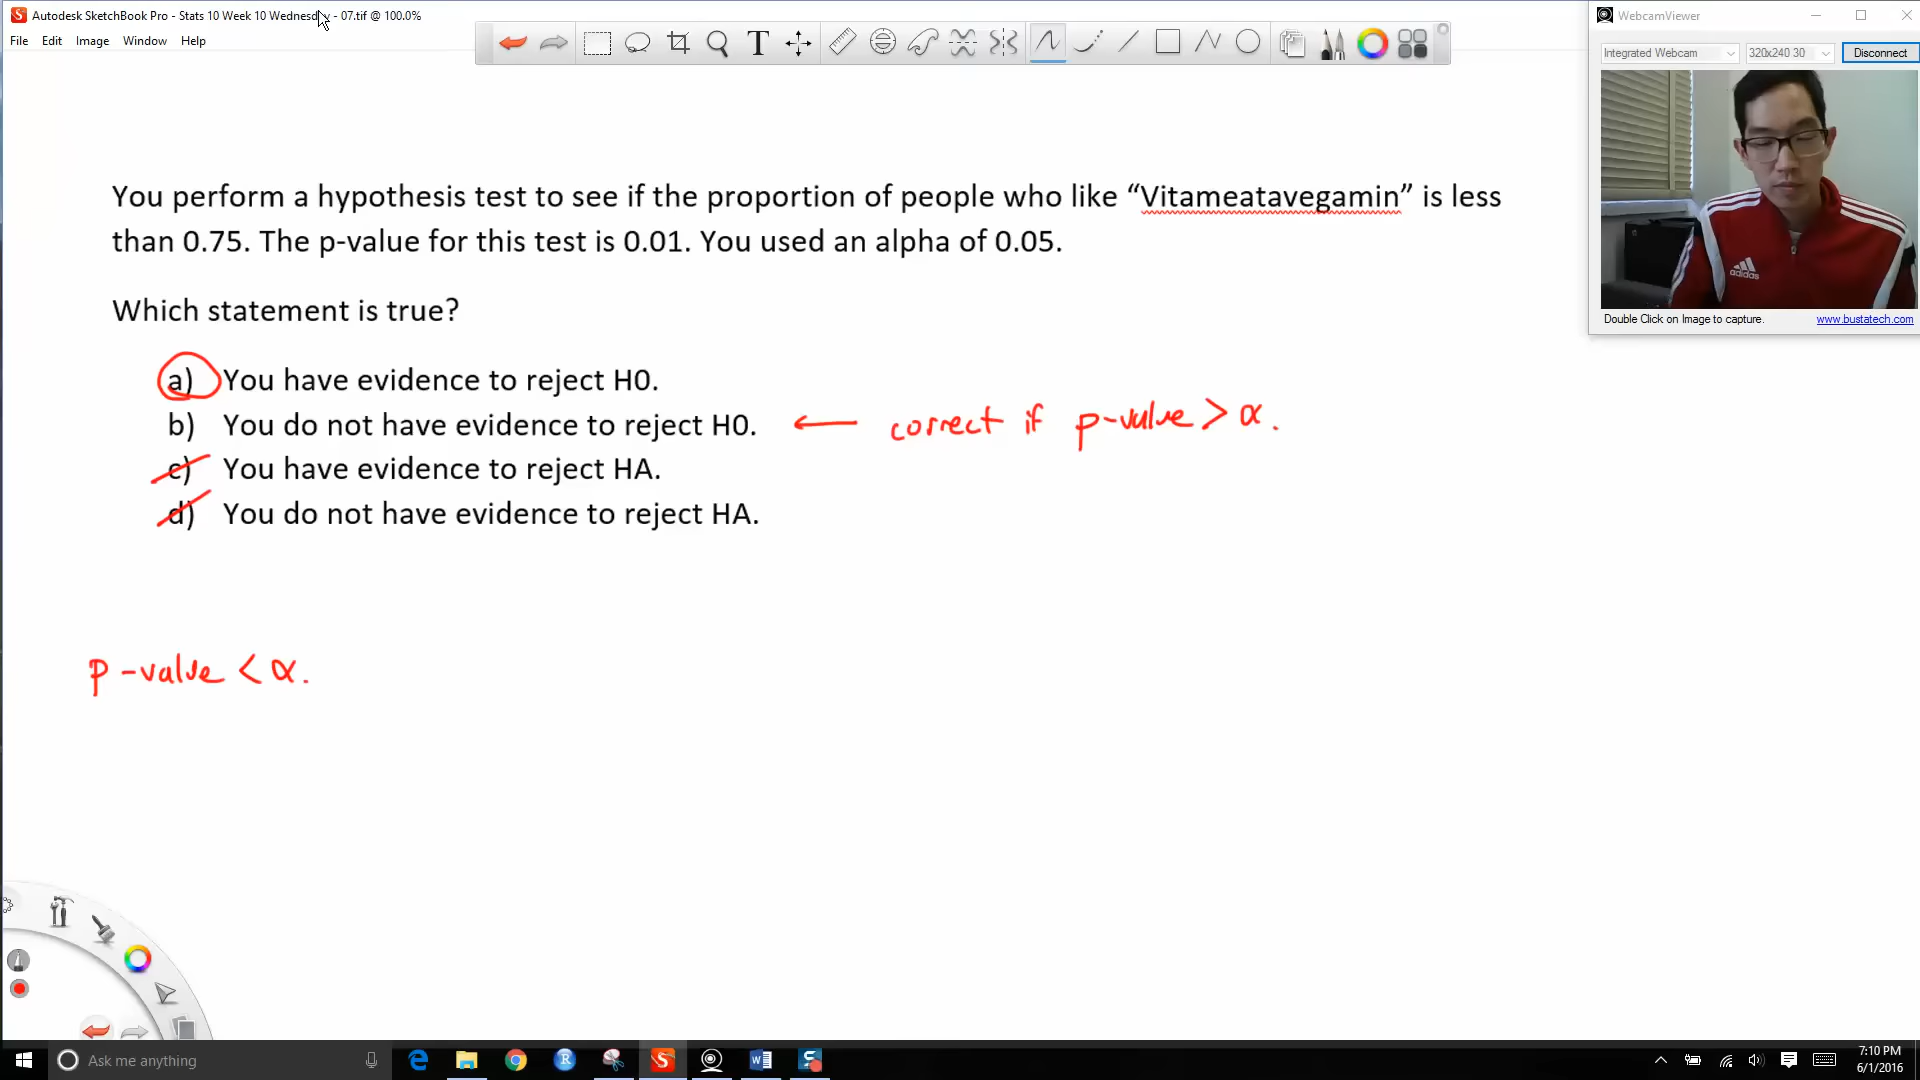 Autodesk SketchBook Pro - Stats 10 Week 10 Wednesday - 07.tif @ 100.0%
File Edit Image Window Help
T
WebcamViewer
Integrated Webcam 320x240 30 Disconnect
adidas
Double Click on Image to capture. www.bustatech.com
You perform a hypothesis test to see if the proportion of people who like “Vitameatavegamin” is less
than 0.75. The p-value for this test is 0.01. You used an alpha of 0.05.
Which statement is true?
a) You have evidence to reject H0.
b) You do not have evidence to reject H0. ← correct if p-value > α.
c) You have evidence to reject HA.
d) You do not have evidence to reject HA.
p-value < α.
Ask me anything
7:10 PM
6/1/2016